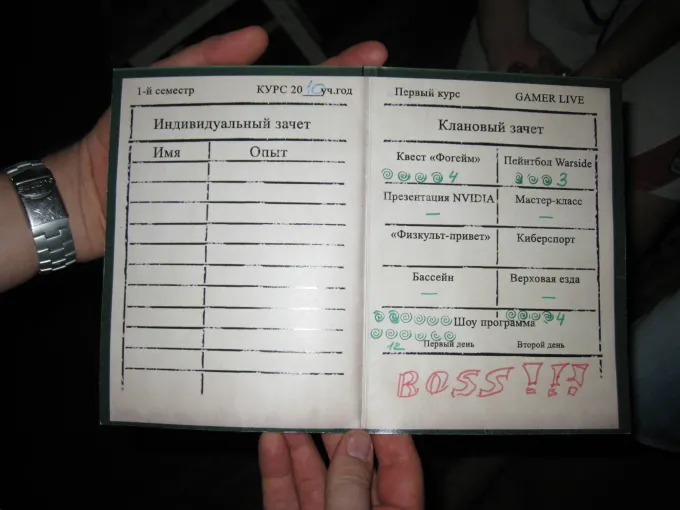 1-й семестр
КУРС 2010 уч.год
Индивидуальный зачет
Имя Опыт
Первый курс
GAMER LIVE
Клановый зачет
Квест «Фогейм» Пейнтбол Warside
4 3
Презентация NVIDIA Мастер-класс
— —
«Физкульт-привет» Киберспорт
Бассейн Верховая езда
— —
Шоу программа 4
12 Первый день Второй день
BOSS!!!